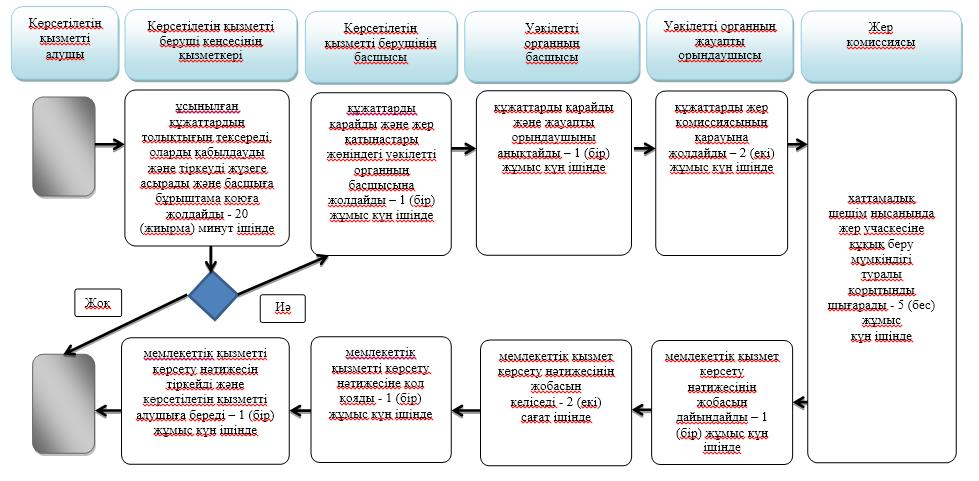 Көрсетілетін
қызметті
алушы
Көрсетілетін қызметті
беруші кеңсесінің
қызметкері
Көрсетілетін
қызметті берушінің
басшысы
Уәкілетті
органның
басшысы
Уәкілетті органның
жауапты
орындаушысы
Жер
комиссиясы
ұсынылған
құжаттардың
толықтығын тексереді,
оларды қабылдауды
және тіркеуді жүзеге
асырады және басшыға
бұрыштама қоюға
жолдайды - 20
(жиырма) минут ішінде
құжаттарды
қарайды және жер
қатынастары
жөніндегі уәкілетті
органның
басшысына
жолдайды – 1 (бір)
жұмыс күн ішінде
құжаттарды қарайды
және жауапты
орындаушыны
анықтайды – 1 (бір)
жұмыс күн ішінде
құжаттарды жер
комиссиясының
қарауына
жолдайды – 2 (екі)
жұмыс күн ішінде
хаттамалық
шешім нысанында
жер учаскесіне
құқық беру
мүмкіндігі
туралы
қорытынды
шығарады - 5 (бес)
жұмыс
күн ішінде
Жоқ
Иә
мемлекеттік қызметті
көрсету нәтижесін
тіркейді және
көрсетілетін қызметті
алушыға береді – 1 (бір)
жұмыс күн ішінде
мемлекеттік
қызметті көрсету
нәтижесіне қол
қояды - 1 (бір)
жұмыс күн ішінде
мемлекеттік қызмет
көрсету нәтижесінің
жобасын
келіседі - 2 (екі)
сағат ішінде
мемлекеттік қызмет
көрсету
нәтижесінің
жобасын
дайындайды – 1
(бір) жұмыс күн
ішінде